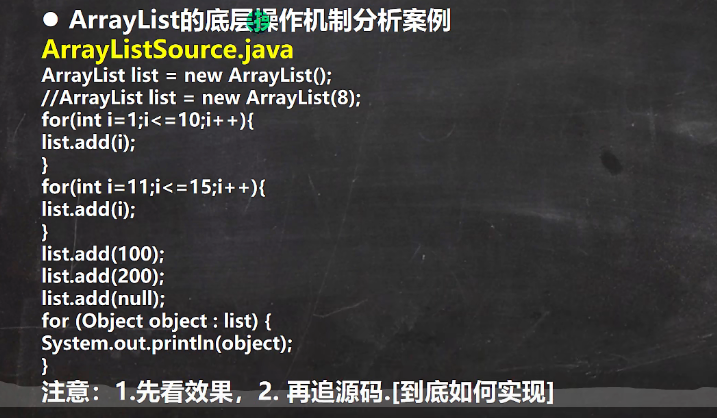 ● ArrayList的底层操作机制分析案例
ArrayListSource.java
ArrayList list = new ArrayList();
//ArrayList list = new ArrayList(8);
for(int i=1;i<=10;i++){
list.add(i);
}
for(int i=11;i<=15;i++){
list.add(i);
}
list.add(100);
list.add(200);
list.add(null);
for (Object object : list) {
System.out.println(object);
}
注意：1.先看效果，2. 再追源码.[到底如何实现]